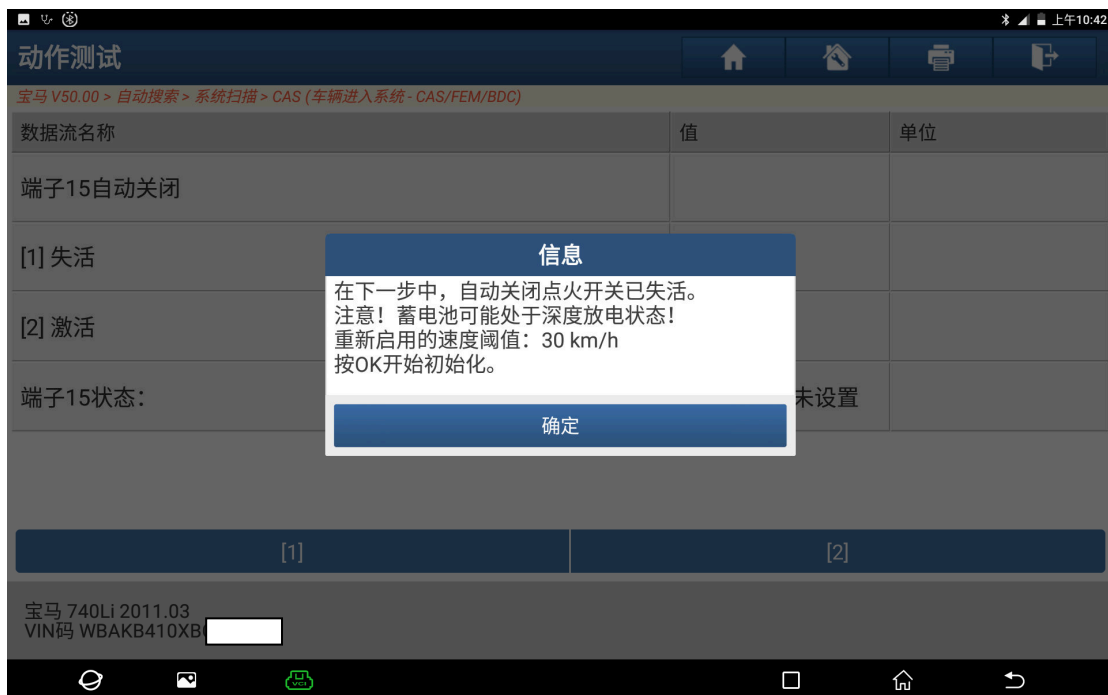 上午10:42
动作测试
宝马 V50.00 > 自动搜索 > 系统扫描 > CAS (车辆进入系统 - CAS/FEM/BDC)
数据流名称 值 单位
端子15自动关闭
[1] 失活
[2] 激活
端子15状态： 未设置
信息
在下一步中，自动关闭点火开关已失活。
注意！蓄电池可能处于深度放电状态！
重新启用的速度阈值：30 km/h
按OK开始初始化。
确定
[1] [2]
宝马 740Li 2011.03
VIN码 WBAKB410XB
VCI